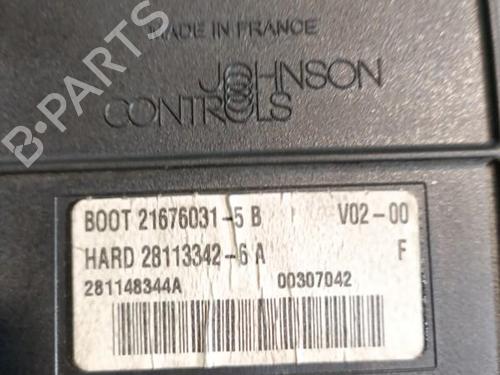 MADE IN FRANCE
JOHNSON
CONTROLS
B-PARTS
BOOT 21676031-5 B V02-00
HARD 28113342-6 A F
281148344A 00307042